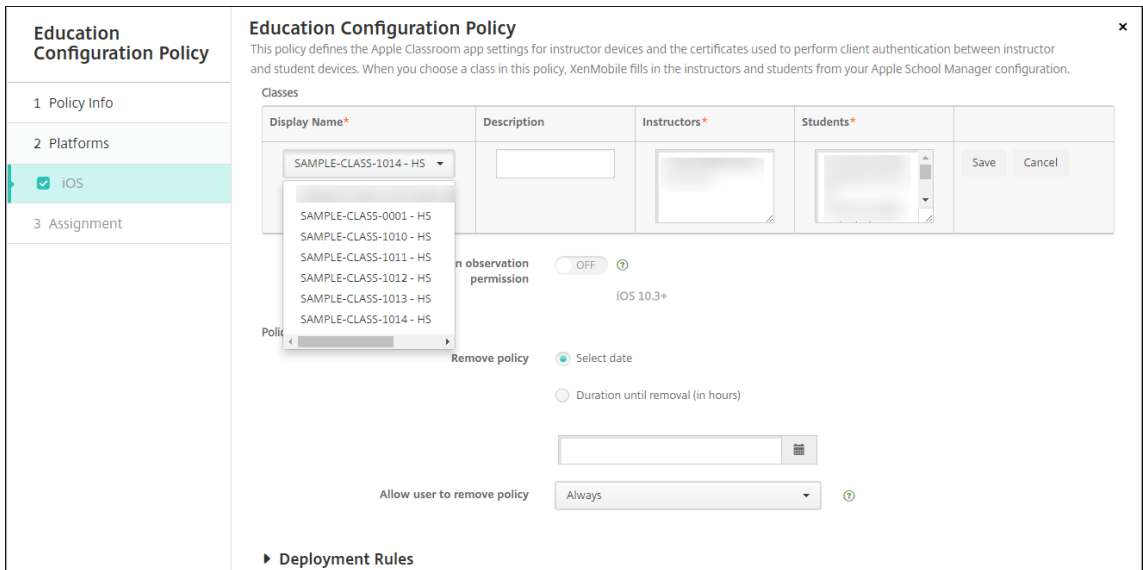 Education
Configuration Policy
1 Policy Info
2 Platforms
iOS
3 Assignment
Education Configuration Policy
×
This policy defines the Apple Classroom app settings for instructor devices and the certificates used to perform client authentication between instructor
and student devices. When you choose a class in this policy, XenMobile fills in the instructors and students from your Apple School Manager configuration.
Classes
Display Name* Description Instructors* Students*
SAMPLE-CLASS-1014 - HS Save Cancel
SAMPLE-CLASS-0001 - HS
SAMPLE-CLASS-1010 - HS
SAMPLE-CLASS-1011 - HS
SAMPLE-CLASS-1012 - HS
SAMPLE-CLASS-1013 - HS
SAMPLE-CLASS-1014 - HS
observation
permission
OFF
iOS 10.3+
Remove policy Select date
Duration until removal (in hours)
Allow user to remove policy Always
Deployment Rules